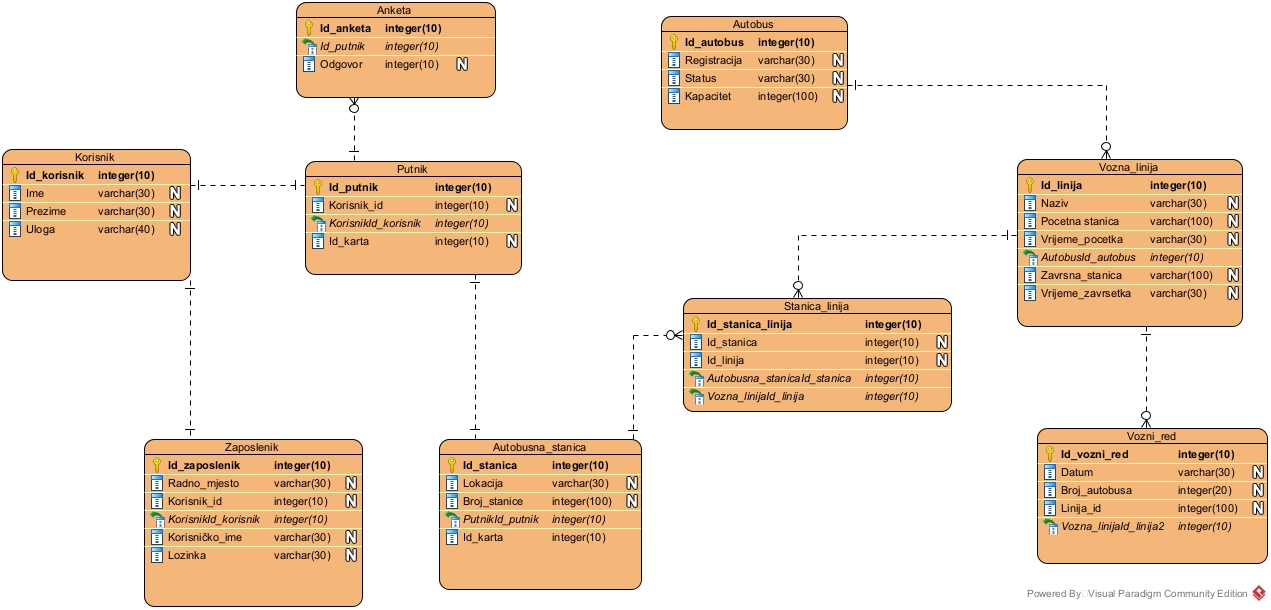 Anketa
Id_anketa integer(10)
Id_putnik integer(10)
Odgovor integer(10) N
Autobus
Id_autobus integer(10)
Registracija varchar(30) N
Status varchar(30) N
Kapacitet integer(100) N
Korisnik
Id_korisnik integer(10)
Ime varchar(30) N
Prezime varchar(30) N
Uloga varchar(40) N
Putnik
Id_putnik integer(10)
Korisnik_id integer(10) N
KorisnikId_korisnik integer(10)
Id_karta integer(10) N
Vozna_linija
Id_linija integer(10)
Naziv varchar(30) N
Pocetna stanica varchar(100) N
Vrijeme_pocetka varchar(30) N
AutobusId_autobus integer(10)
Zavrsna_stanica varchar(100) N
Vrijeme_zavrsetka varchar(30) N
Stanica_linija
Id_stanica_linija integer(10)
Id_stanica integer(10) N
Id_linija integer(10) N
Autobusna_stanicaId_stanica integer(10)
Vozna_linijaId_linija integer(10)
Zaposlenik
Id_zaposlenik integer(10)
Radno_mjesto varchar(30) N
Korisnik_id integer(10) N
KorisnikId_korisnik integer(10)
Korisničko_ime varchar(30) N
Lozinka varchar(30) N
Autobusna_stanica
Id_stanica integer(10)
Lokacija varchar(30) N
Broj_stanice integer(100) N
PutnikId_putnik integer(10)
Id_karta integer(10)
Vozni_red
Id_vozni_red integer(10)
Datum varchar(30) N
Broj_autobusa integer(20) N
Linija_id integer(100) N
Vozna_linijaId_linija2 integer(10)
Powered By Visual Paradigm Community Edition